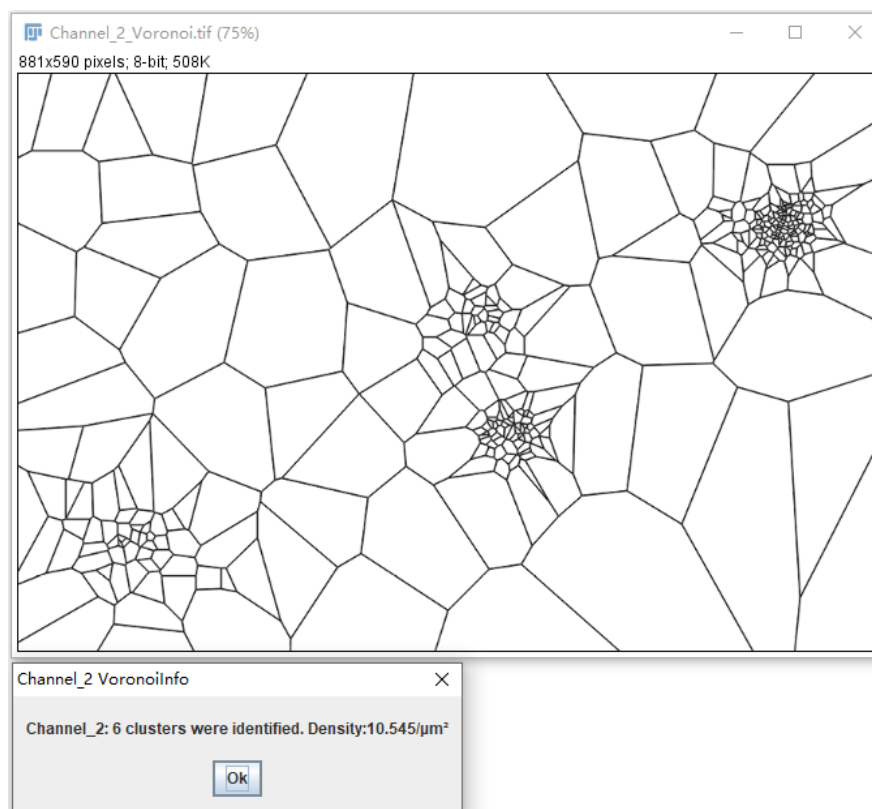 Channel_2_Voronoi.tif (75%)
881x590 pixels; 8-bit; 508K
Channel_2 VoronoiInfo
Channel_2: 6 clusters were identified. Density:10.545/µm²
Ok